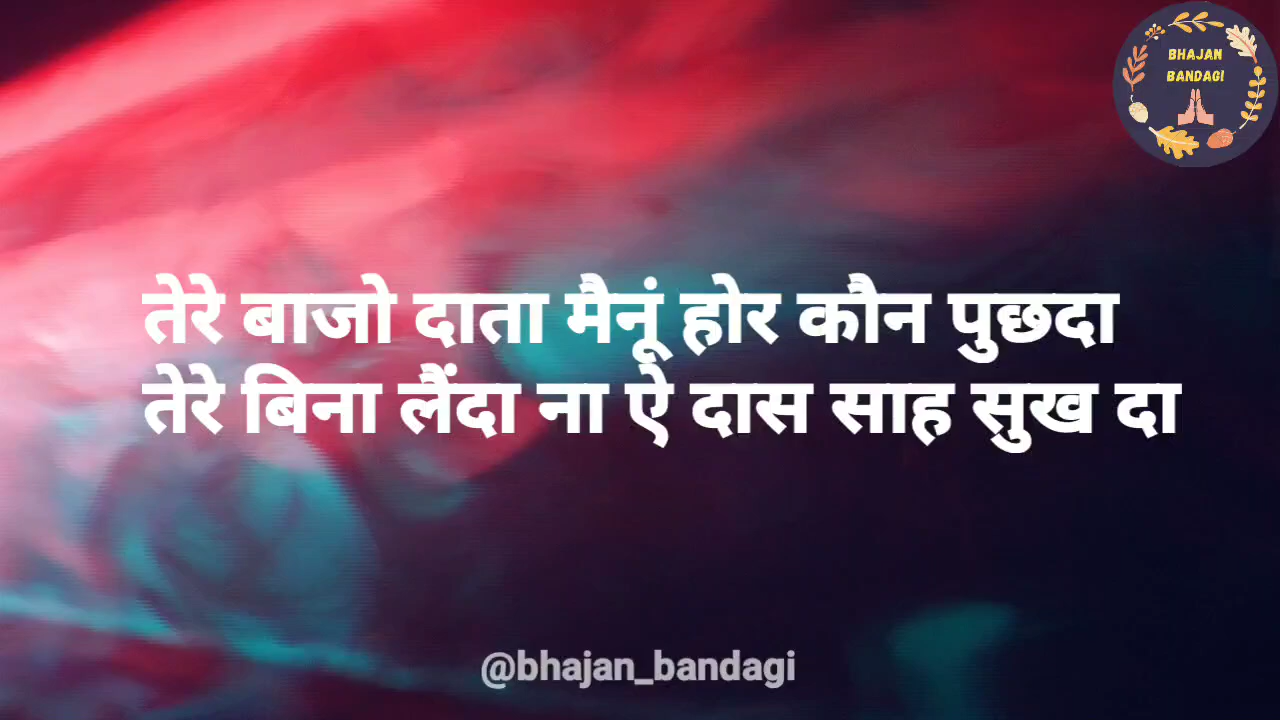 BHAJAN
BANDAGI
तेरे बाजो दाता मैनूं होर कौन पुछदा
तेरे बिना लैंदा ना ऐ दास साह सुख दा
@bhajan_bandagi